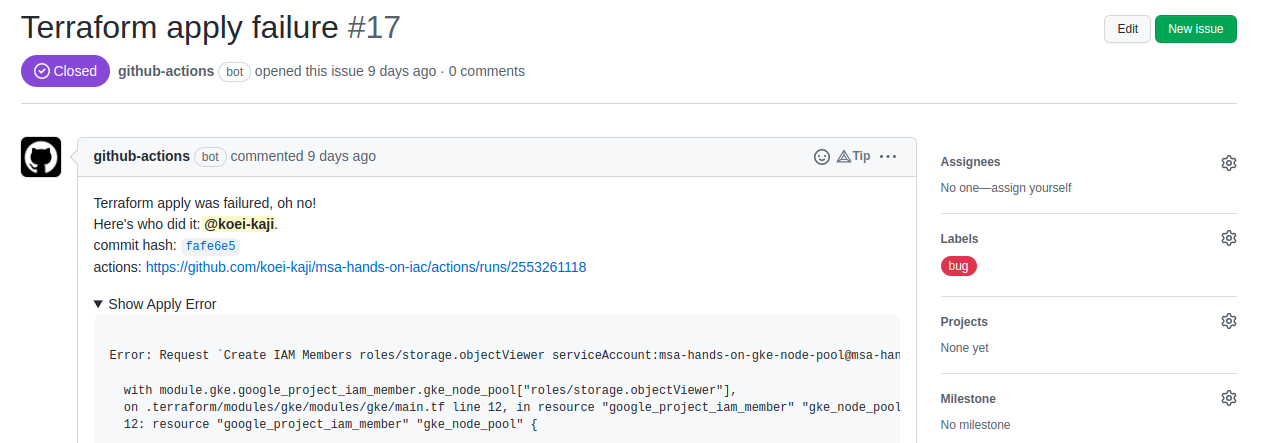 Terraform apply failure #17
Edit
New issue
Closed
github-actions bot opened this issue 9 days ago · 0 comments
github-actions bot commented 9 days ago
Tip
Terraform apply was failured, oh no!
Here's who did it: @koei-kaji.
commit hash: fafe6e5
actions: https://github.com/koei-kaji/msa-hands-on-iac/actions/runs/2553261118
Show Apply Error
Error: Request `Create IAM Members roles/storage.objectViewer serviceAccount:msa-hands-on-gke-node-pool@msa-han
with module.gke.google_project_iam_member.gke_node_pool["roles/storage.objectViewer"],
on .terraform/modules/gke/modules/gke/main.tf line 12, in resource "google_project_iam_member" "gke_node_pool
12: resource "google_project_iam_member" "gke_node_pool" {
Assignees
No one—assign yourself
Labels
bug
Projects
None yet
Milestone
No milestone